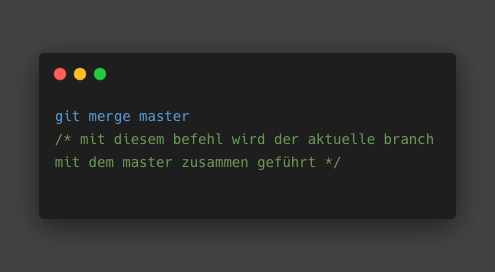 git merge master
/* mit diesem befehl wird der aktuelle branch
mit dem master zusammen geführt */